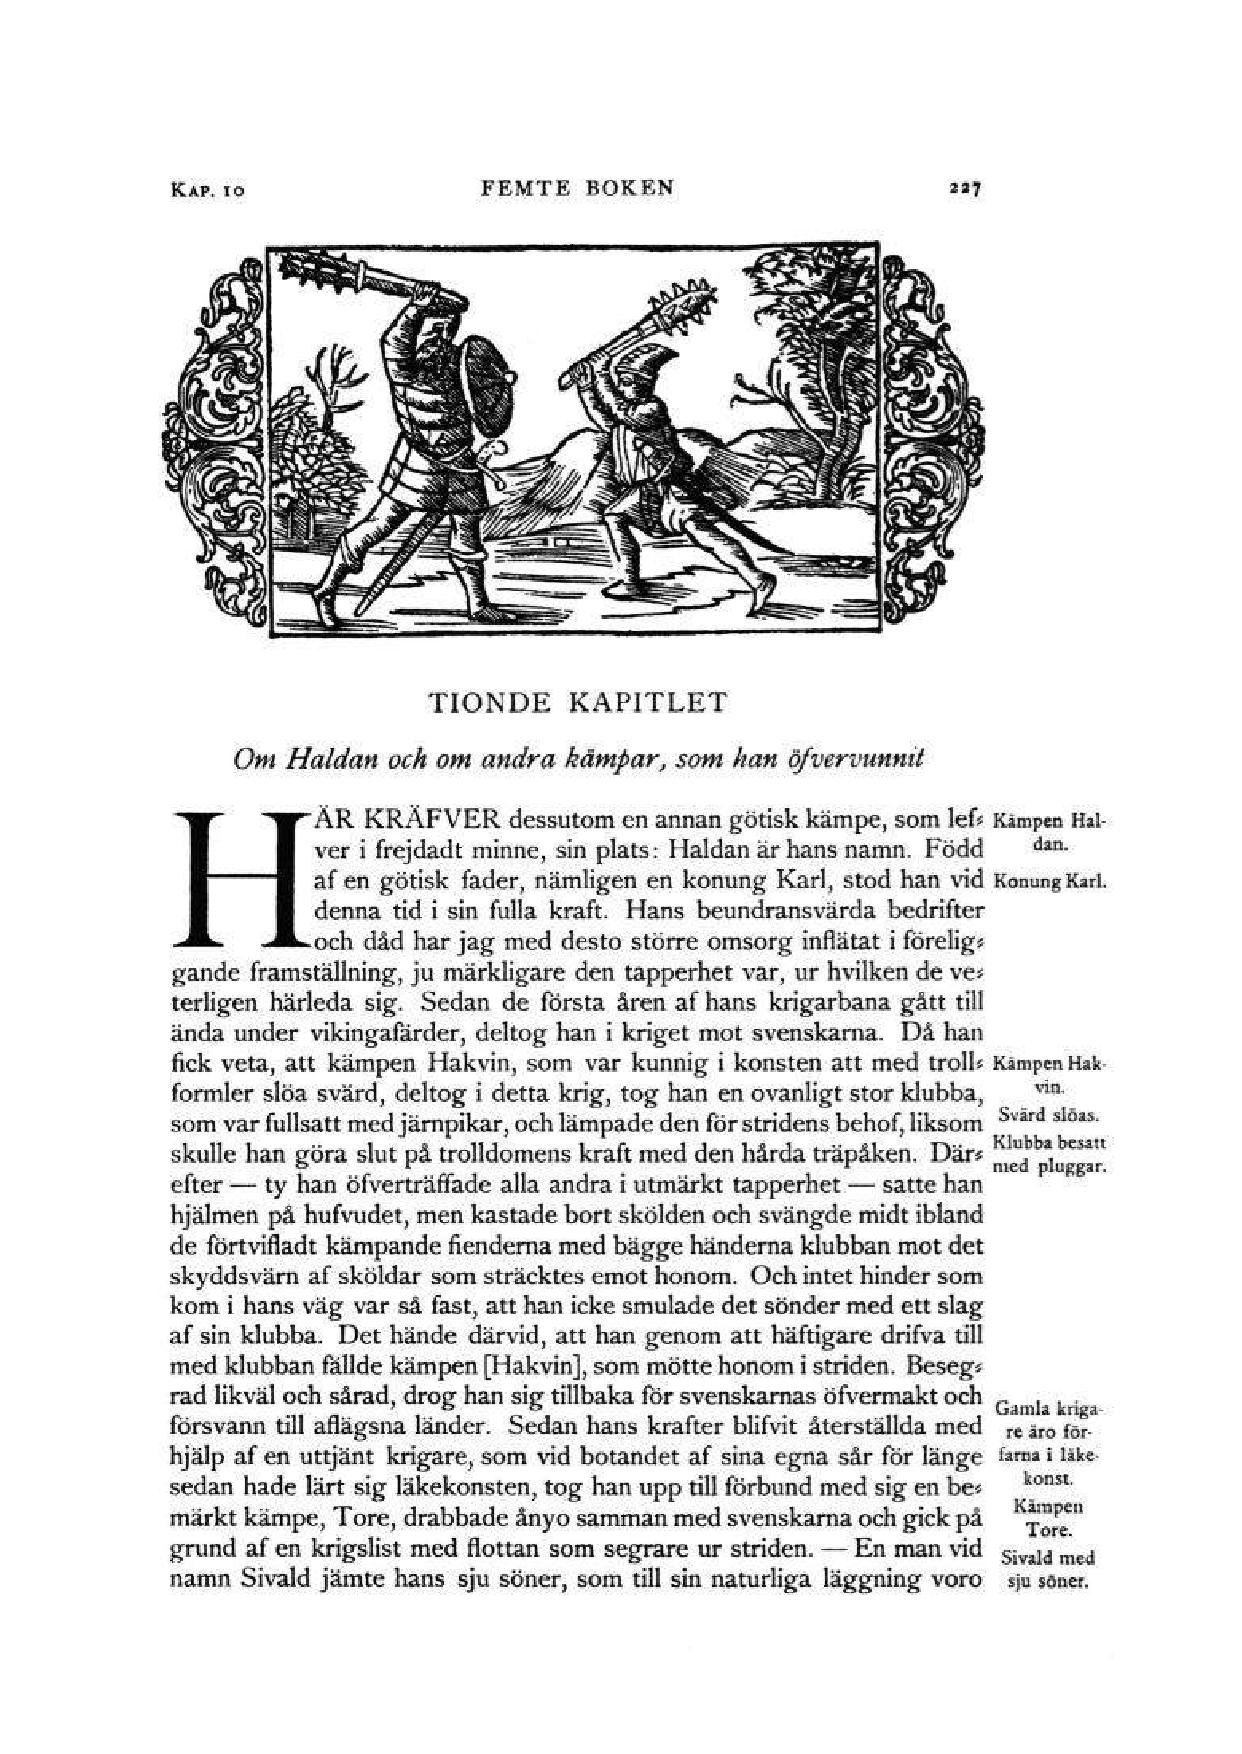 KAP. 10 FEMTE BOKEN 227
TIONDE KAPITLET
Om Haldan och om andra kämpar, som han öfvervunnit
HÄR KRÄFVER dessutom en annan götisk kämpe, som lef-
ver i frejdadt minne, sin plats: Haldan är hans namn. Född
af en götisk fader, nämligen en konung Karl, stod han vid
denna tid i sin fulla kraft. Hans beundransvärda bedrifter
och dåd har jag med desto större omsorg inflätat i förelig-
gande framställning, ju märkligare den tapperhet var, ur hvilken de ve-
terligen härleda sig. Sedan de första åren af hans krigarbana gått till
ända under vikingafärder, deltog han i kriget mot svenskarna. Då han
fick veta, att kämpen Hakvin, som var kunnig i konsten att med troll-
formler slöa svärd, deltog i detta krig, tog han en ovanligt stor klubba,
som var fullsatt med järnpikar, och lämpade den för stridens behof, liksom
skulle han göra slut på trolldomens kraft med den hårda träpåken. Där-
efter — ty han öfverträffade alla andra i utmärkt tapperhet — satte han
hjälmen på hufvudet, men kastade bort skölden och svängde midt ibland
de förtvifladt kämpande fienderna med bägge händerna klubban mot det
skyddsvärn af sköldar som sträcktes emot honom. Och intet hinder som
kom i hans väg var så fast, att han icke smulade det sönder med ett slag
af sin klubba. Det hände därvid, att han genom att häftigare drifva till
med klubban fällde kämpen [Hakvin], som mötte honom i striden. Beseg-
rad likväl och sårad, drog han sig tillbaka för svenskarnas öfvermakt och
försvann till aflägsna länder. Sedan hans krafter blifvit återställda med
hjälp af en uttjänt krigare, som vid botandet af sina egna sår för länge
sedan hade lärt sig läkekonsten, tog han upp till förbund med sig en be-
märkt kämpe, Tore, drabbade ånyo samman med svenskarna och gick på
grund af en krigslist med flottan som segrare ur striden. — En man vid
namn Sivald jämte hans sju söner, som till sin naturliga läggning voro
Kämpen Hal-
dan.
Konung Karl.
Kämpen Hak-
vin.
Svärd slöas.
Klubba besatt
med pluggar.
Gamla kriga-
re äro för-
farna i läke-
konst.
Kämpen
Tore.
Sivald med
sju söner.